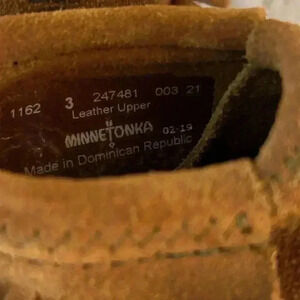 1162 3 247481 003 21
Leather Upper
MINNETONKA 02-19
Made in Dominican Republic